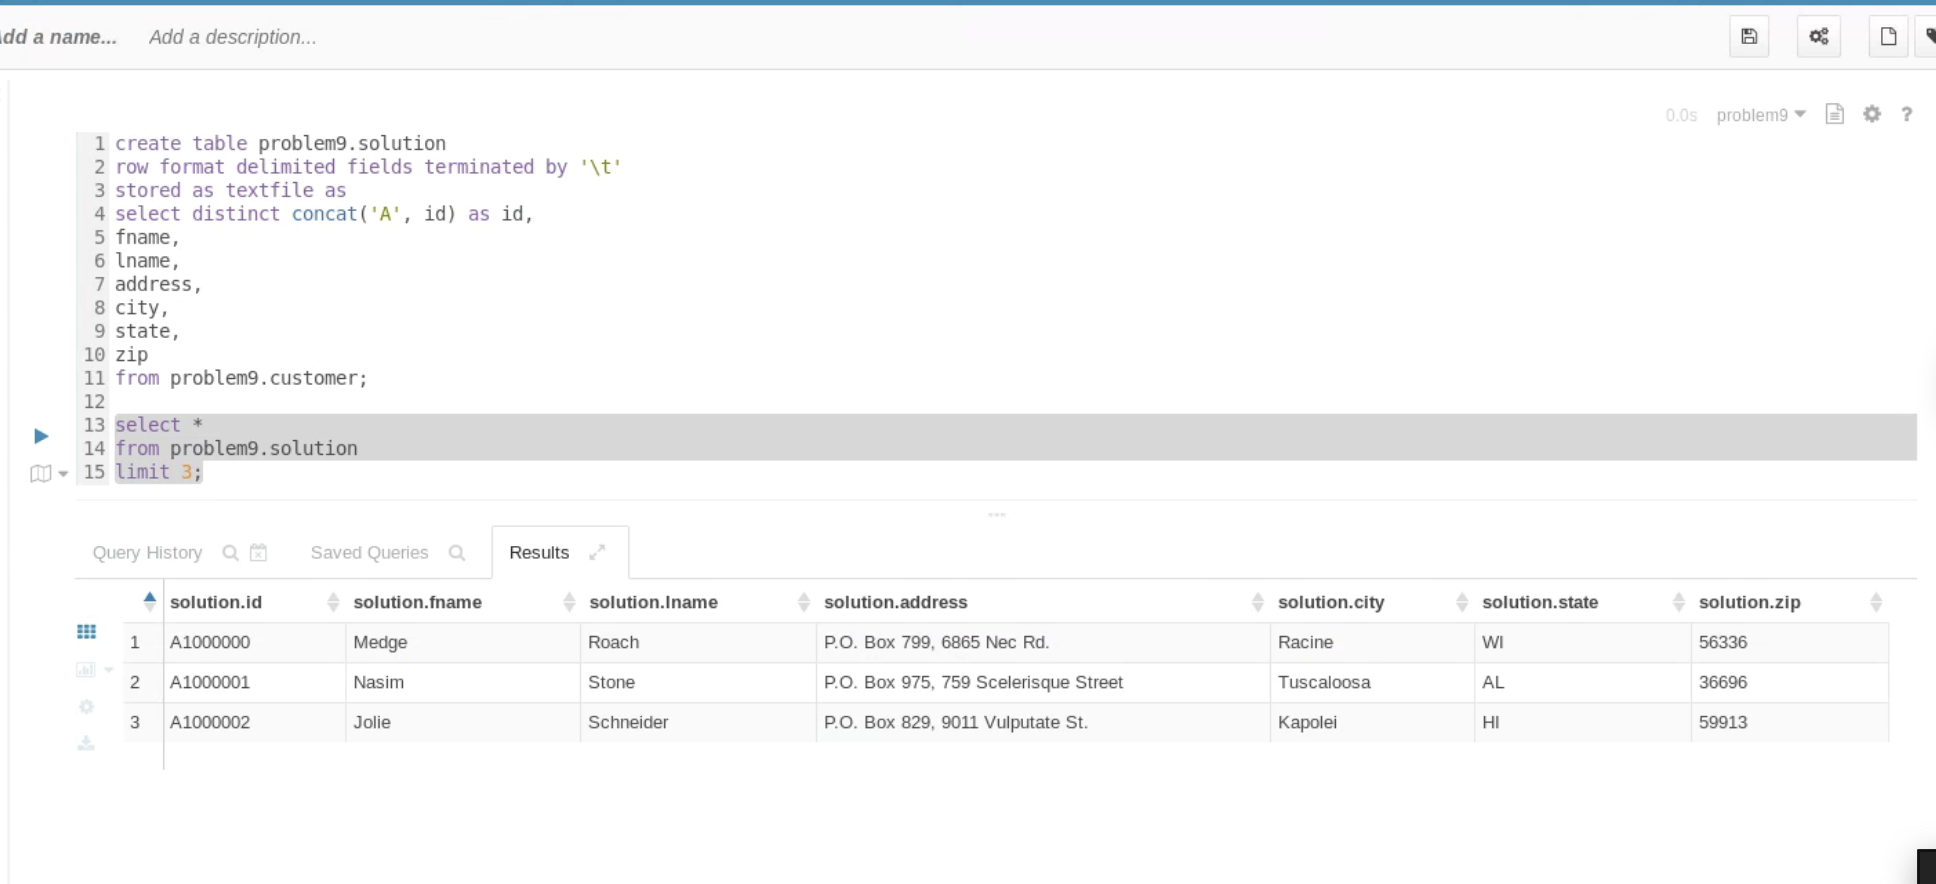 Add a name... Add a description...
0.0s problem9 ?
1 create table problem9.solution
2 row format delimited fields terminated by '\t'
3 stored as textfile as
4 select distinct concat('A', id) as id,
5 fname,
6 lname,
7 address,
8 city,
9 state,
10 zip
11 from problem9.customer;
12
13 select *
14 from problem9.solution
15 limit 3;
Query History Saved Queries Results
solution.id solution.fname solution.lname solution.address solution.city solution.state solution.zip
1 A1000000 Medge Roach P.O. Box 799, 6865 Nec Rd. Racine WI 56336
2 A1000001 Nasim Stone P.O. Box 975, 759 Scelerisque Street Tuscaloosa AL 36696
3 A1000002 Jolie Schneider P.O. Box 829, 9011 Vulputate St. Kapolei HI 59913